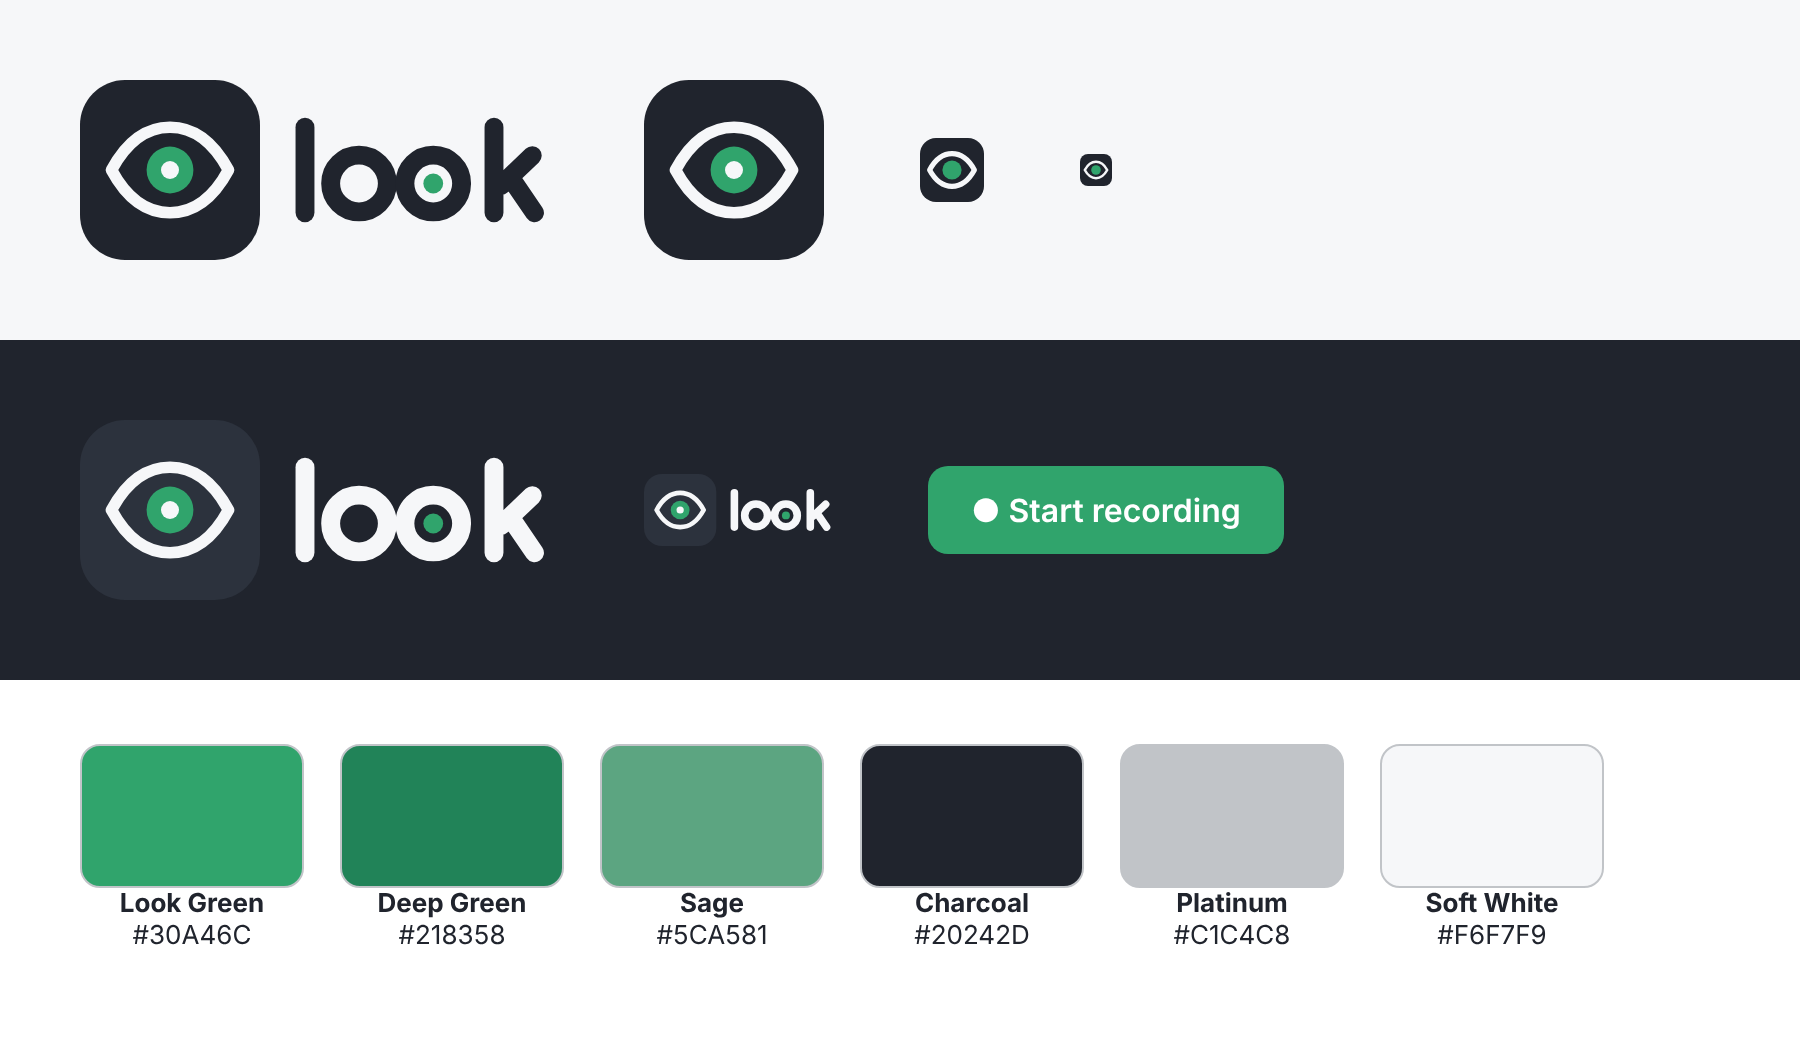 look
look
look
Start recording
Look Green
#30A46C
Deep Green
#218358
Sage
#5CA581
Charcoal
#20242D
Platinum
#C1C4C8
Soft White
#F6F7F9